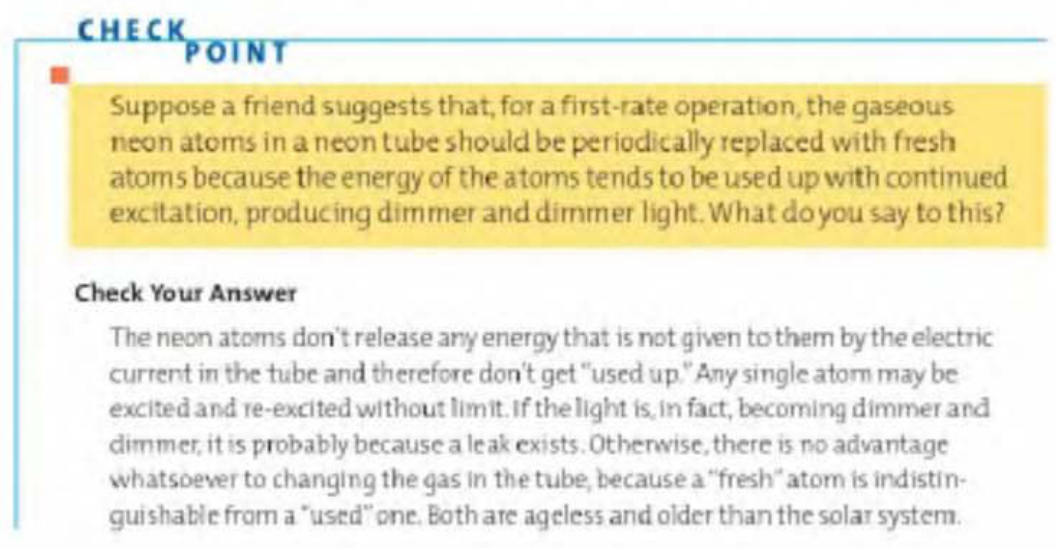 CHECK
POINT
Suppose a friend suggests that, for a first-rate operation, the gaseous
neon atoms in a neon tube should be periodically replaced with fresh
atoms because the energy of the atoms tends to be used up with continued
excitation, producing dimmer and dimmer light. What do you say to this?
Check Your Answer
The neon atoms don't release any energy that is not given to them by the electric
current in the tube and therefore don't get "used up." Any single atom may be
excited and re-excited without limit. If the light is, in fact, becoming dimmer and
dimmer, it is probably because a leak exists. Otherwise, there is no advantage
whatsoever to changing the gas in the tube, because a "fresh" atom is indistin-
guishable from a "used" one. Both are ageless and older than the solar system.